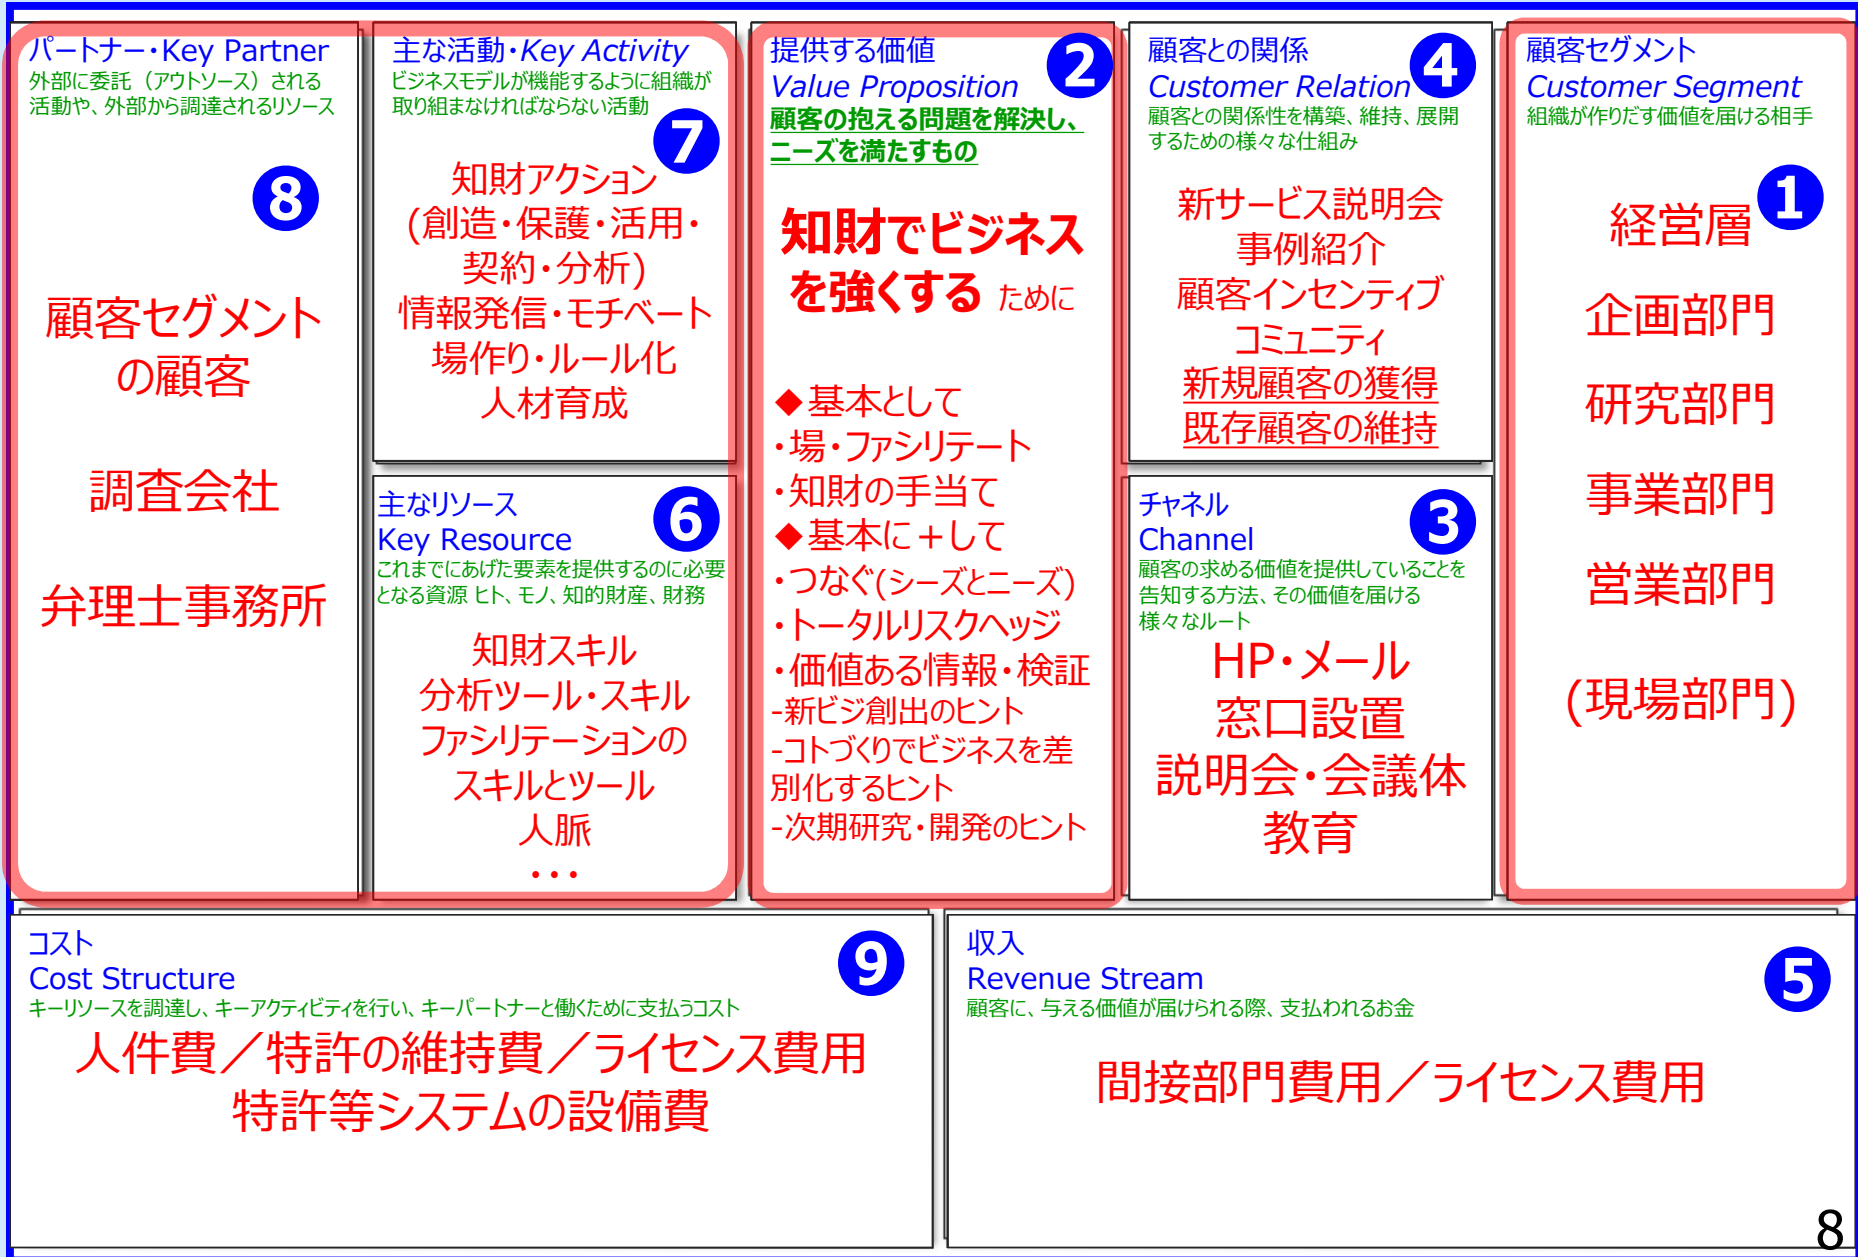 パートナー・Key Partner
外部に委託（アウトソース）される
活動や、外部から調達されるリソース
8
顧客セグメント
の顧客
調査会社
弁理士事務所
主な活動・Key Activity
ビジネスモデルが機能するように組織が
取り組まなければならない活動
7
知財アクション
(創造・保護・活用・
契約・分析)
情報発信・モチベート
場作り・ルール化
人材育成
主なリソース
Key Resource
6
これまでにあげた要素を提供するのに必要
となる資源 ヒト、モノ、知的財産、財務
知財スキル
分析ツール・スキル
ファシリテーションの
スキルとツール
人脈
・・・
提供する価値
Value Proposition
2
顧客の抱える問題を解決し、
ニーズを満たすもの
知財でビジネス
を強くする ために
◆基本として
・場・ファシリテート
・知財の手当て
◆基本に＋して
・つなぐ(シーズとニーズ)
・トータルリスクヘッジ
・価値ある情報・検証
-新ビジ創出のヒント
-コトづくりでビジネスを差
別化するヒント
-次期研究・開発のヒント
顧客との関係
Customer Relation
4
顧客との関係性を構築、維持、展開
するための様々な仕組み
新サービス説明会
事例紹介
顧客インセンティブ
コミュニティ
新規顧客の獲得
既存顧客の維持
チャネル
Channel
3
顧客の求める価値を提供していることを
告知する方法、その価値を届ける
様々なルート
HP・メール
窓口設置
説明会・会議体
教育
顧客セグメント
Customer Segment
組織が作りだす価値を届ける相手
1
経営層
企画部門
研究部門
事業部門
営業部門
(現場部門)
コスト
Cost Structure
9
キーリソースを調達し、キーアクティビティを行い、キーパートナーと働くために支払うコスト
人件費／特許の維持費／ライセンス費用
特許等システムの設備費
収入
Revenue Stream
5
顧客に、与える価値が届けられる際、支払われるお金
間接部門費用／ライセンス費用
8